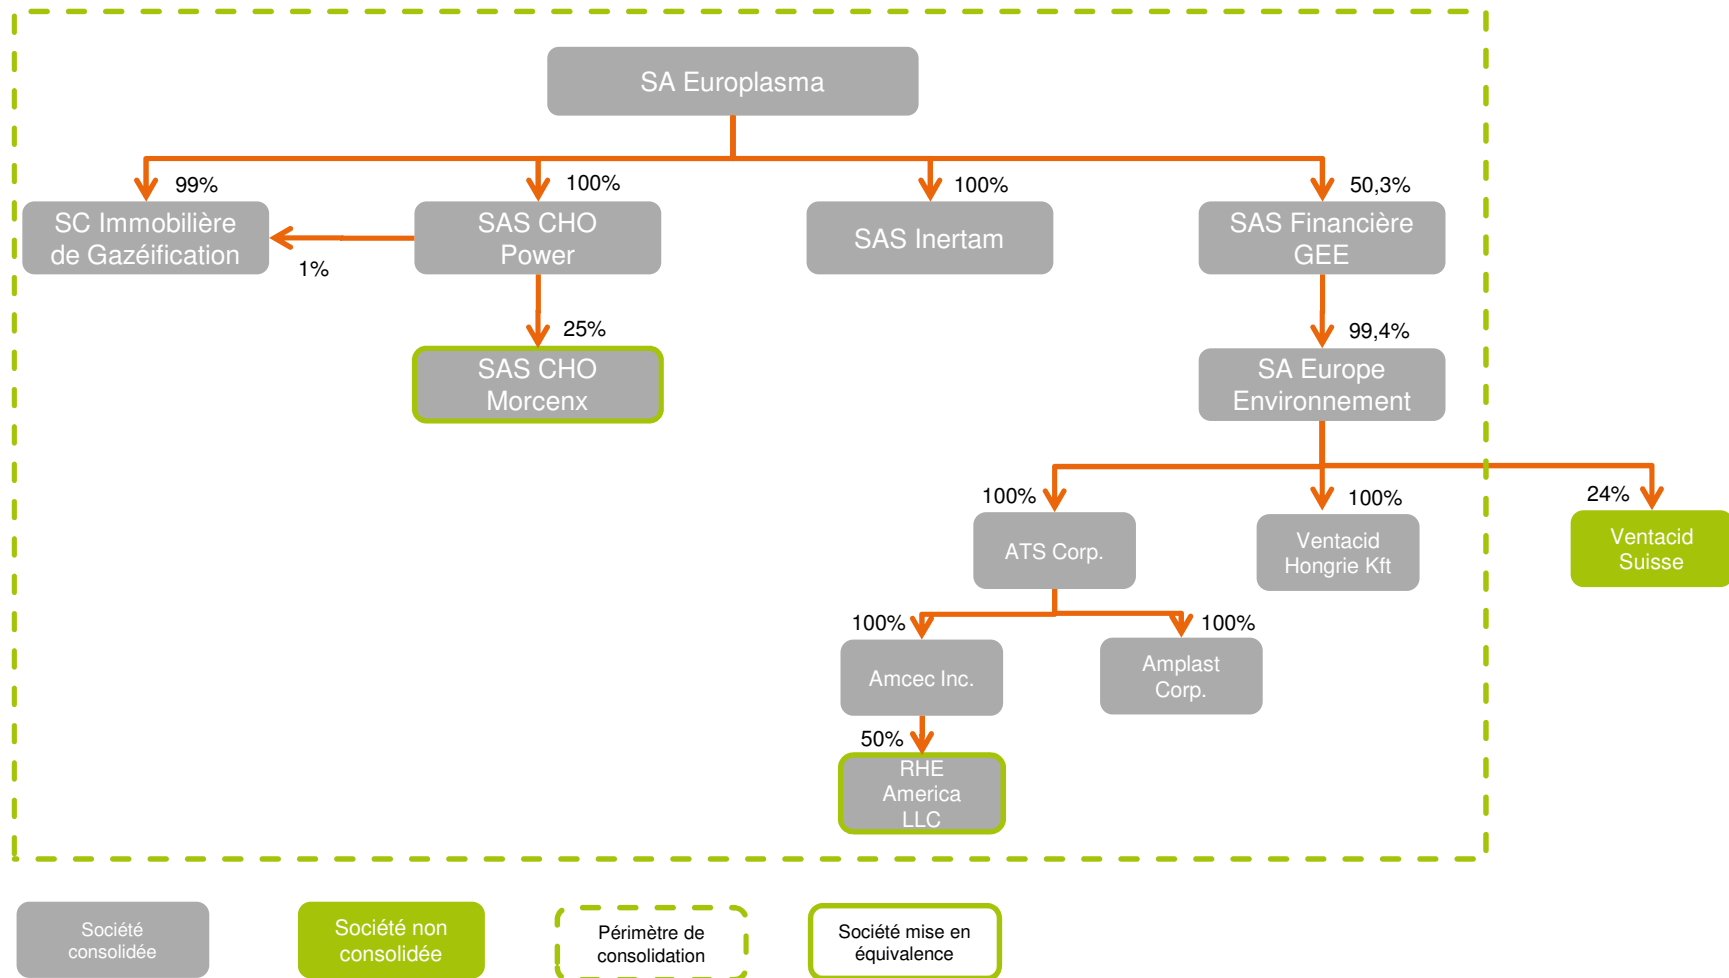 SA Europlasma
99%
100%
100%
50,3%
SC Immobilière
de Gazéification
1%
SAS CHO
Power
SAS Inertam
SAS Financière
GEE
25%
99,4%
SAS CHO
Morcenx
SA Europe
Environnement
100%
100%
24%
ATS Corp.
Ventacid
Hongrie Kft
Ventacid
Suisse
100%
100%
Amcec Inc.
Amplast
Corp.
50%
RHE
America
LLC
Société
consolidée
Société non
consolidée
Périmètre de
consolidation
Société mise en
équivalence